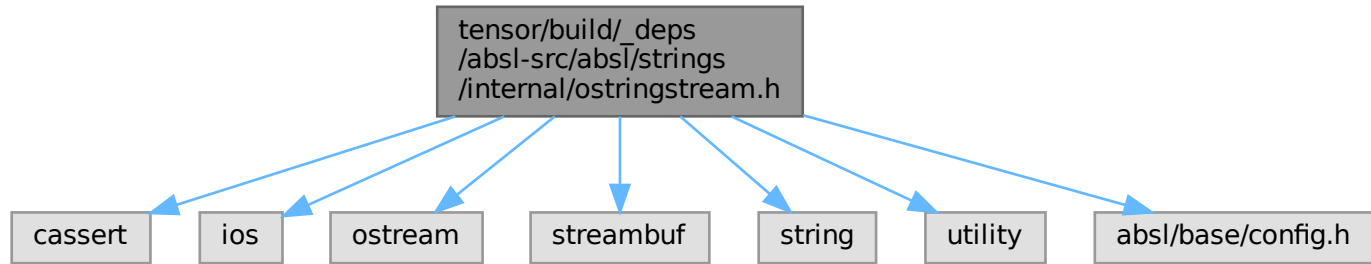 tensor/build/_deps
/absl-src/absl/strings
/internal/ostringstream.h
cassert
ios
ostream
streambuf
string
utility
absl/base/config.h